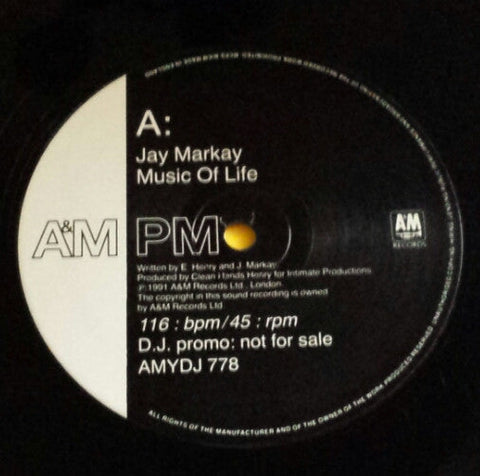 A:
Jay Markay
Music Of Life
A&M PM
A&M
RECORDS
Written by E. Henry and J. Markay
Produced by Clean Hands Henry for Intimate Productions
℗ 1991 A&M Records Ltd., London.
The copyright in this sound recording is owned
by A&M Records Ltd
116 : bpm/45 : rpm
D.J. promo: not for sale
AMYDJ 778
ALL RIGHTS OF THE MANUFACTURER AND OF THE OWNER OF THE WORK PRODUCED RESERVED